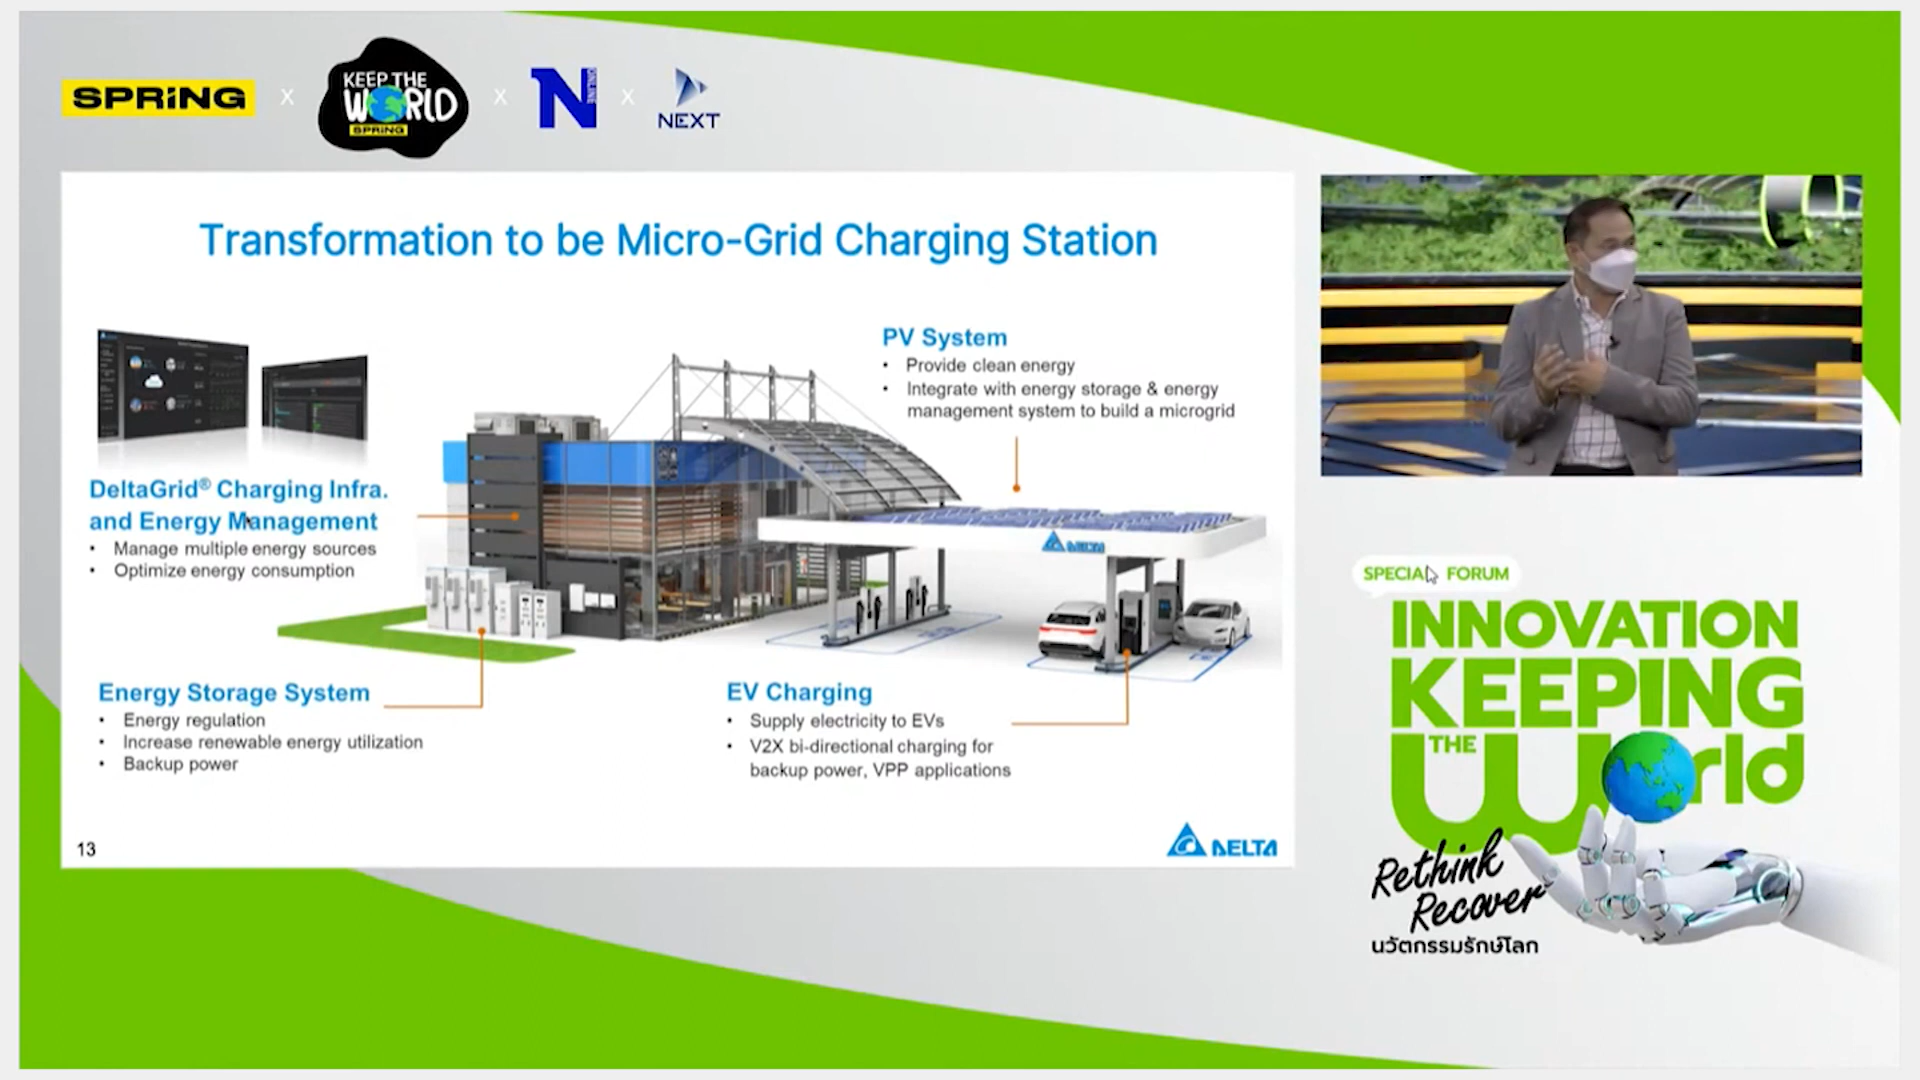 SPRiNG
x
KEEP THE
WORLD
SPRiNG
x
N
ONLINE
x
NEXT
Transformation to be Micro-Grid Charging Station
PV System
• Provide clean energy
• Integrate with energy storage & energy
management system to build a microgrid
DeltaGrid® Charging Infra.
and Energy Management
• Manage multiple energy sources
• Optimize energy consumption
DELTA
Energy Storage System
• Energy regulation
• Increase renewable energy utilization
• Backup power
EV Charging
• Supply electricity to EVs
• V2X bi-directional charging for
backup power, VPP applications
13
DELTA
SPECIAL FORUM
INNOVATION
KEEPING
THE
World
Rethink
Recover
นวัตกรรมรักษ์โลก